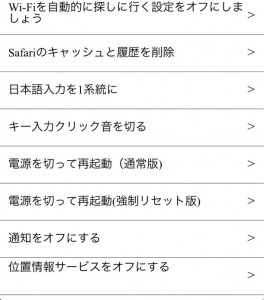 Wi-Fiを自動的に探しに行く設定をオフにしま
しょう >
Safariのキャッシュと履歴を削除 >
日本語入力を1系統に >
キー入力クリック音を切る >
電源を切って再起動（通常版) >
電源を切って再起動(強制リセット版) >
通知をオフにする >
位置情報サービスをオフにする >